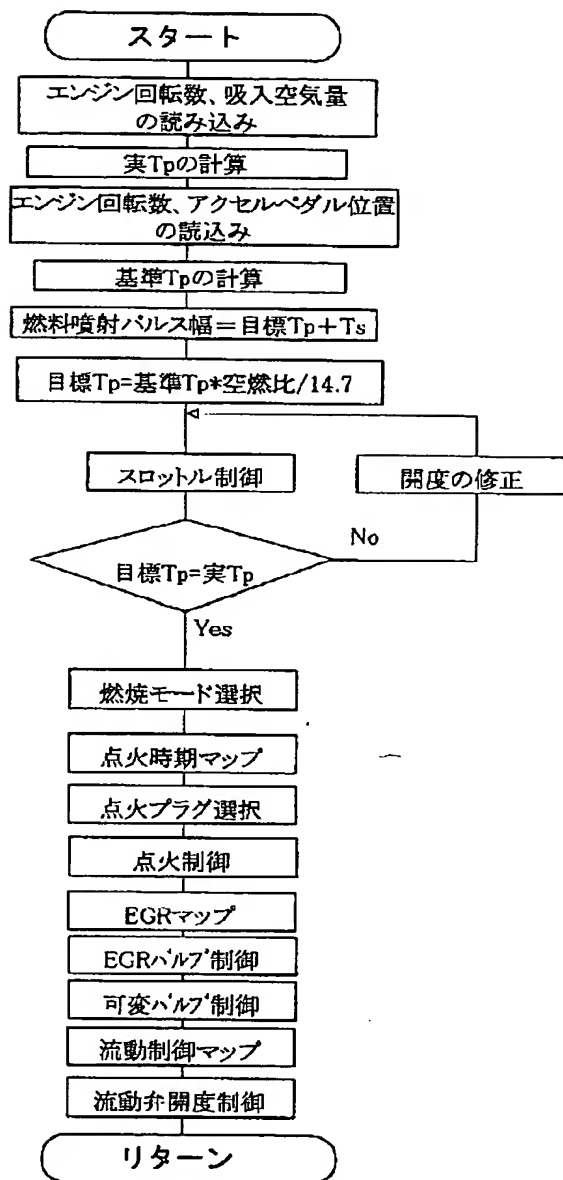 スタート
エンジン回転数、吸入空気量
の読み込み
実Tpの計算
エンジン回転数、アクセルペダル位置
の読込み
基準Tpの計算
燃料噴射パルス幅=目標Tp+Ts
目標Tp=基準Tp*空燃比/14.7
スロットル制御
開度の修正
No
目標Tp=実Tp
Yes
燃焼モード選択
点火時期マップ
点火プラグ選択
点火制御
EGRマップ
EGRバルブ制御
可変バルブ制御
流動制御マップ
流動弁開度制御
リターン